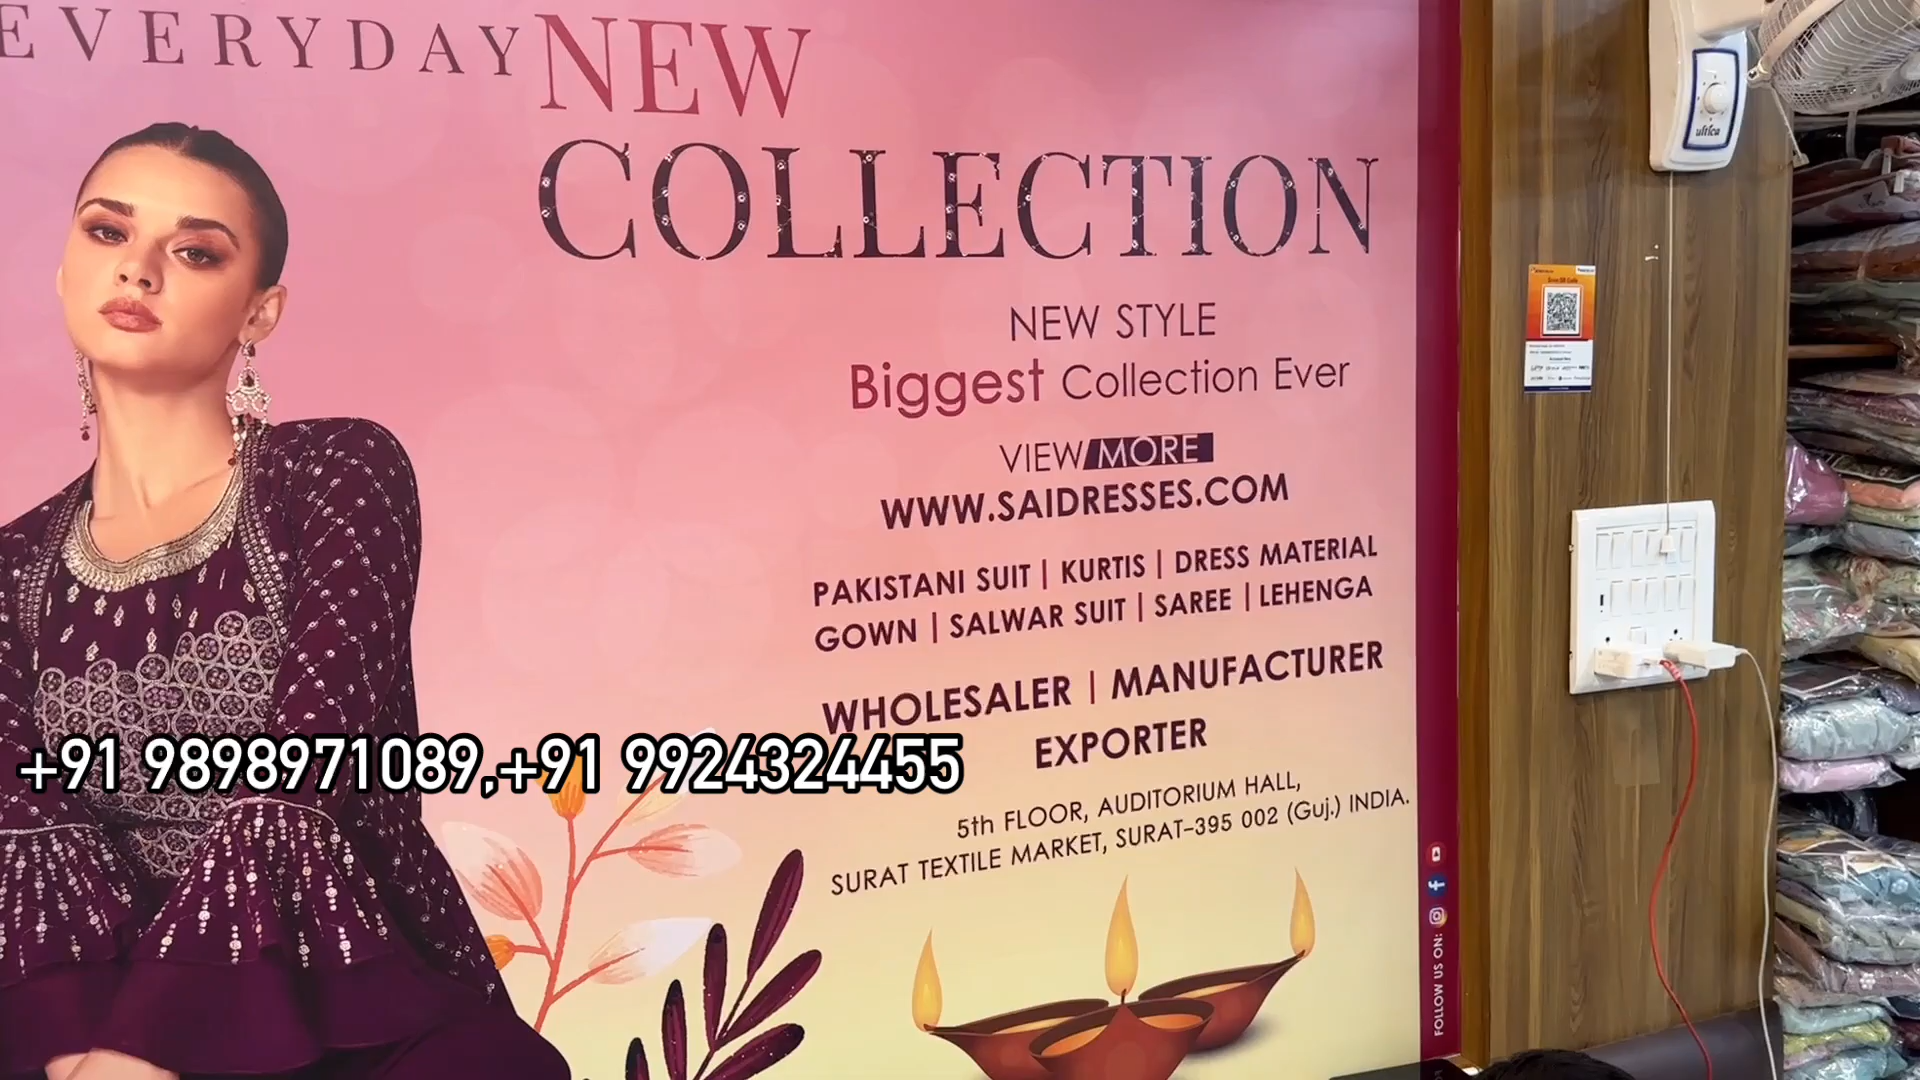 EVERYDAY NEW
COLLECTION
NEW STYLE
Biggest Collection Ever
VIEW MORE
WWW.SAIDRESSES.COM
PAKISTANI SUIT | KURTIS | DRESS MATERIAL
GOWN | SALWAR SUIT | SAREE | LEHENGA
WHOLESALER | MANUFACTURER
EXPORTER
+91 9898971089,+91 9924324455
5th FLOOR, AUDITORIUM HALL,
SURAT TEXTILE MARKET, SURAT-395 002 (Guj.) INDIA.
FOLLOW US ON:
ultica